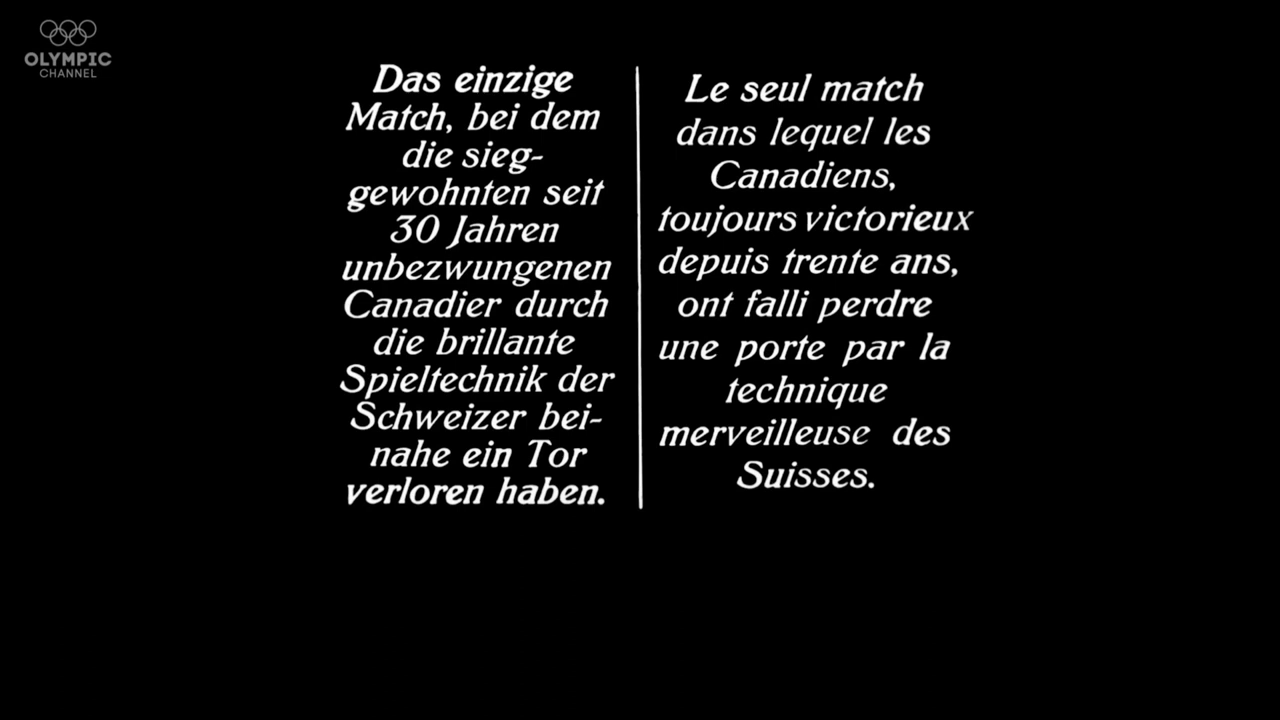 OLYMPIC
CHANNEL
Das einzige
Match, bei dem
die sieg-
gewohnten seit
30 Jahren
unbezwungenen
Canadier durch
die brillante
Spieltechnik der
Schweizer bei-
nahe ein Tor
verloren haben.
Le seul match
dans lequel les
Canadiens,
toujours victorieux
depuis trente ans,
ont falli perdre
une porte par la
technique
merveilleuse des
Suisses.